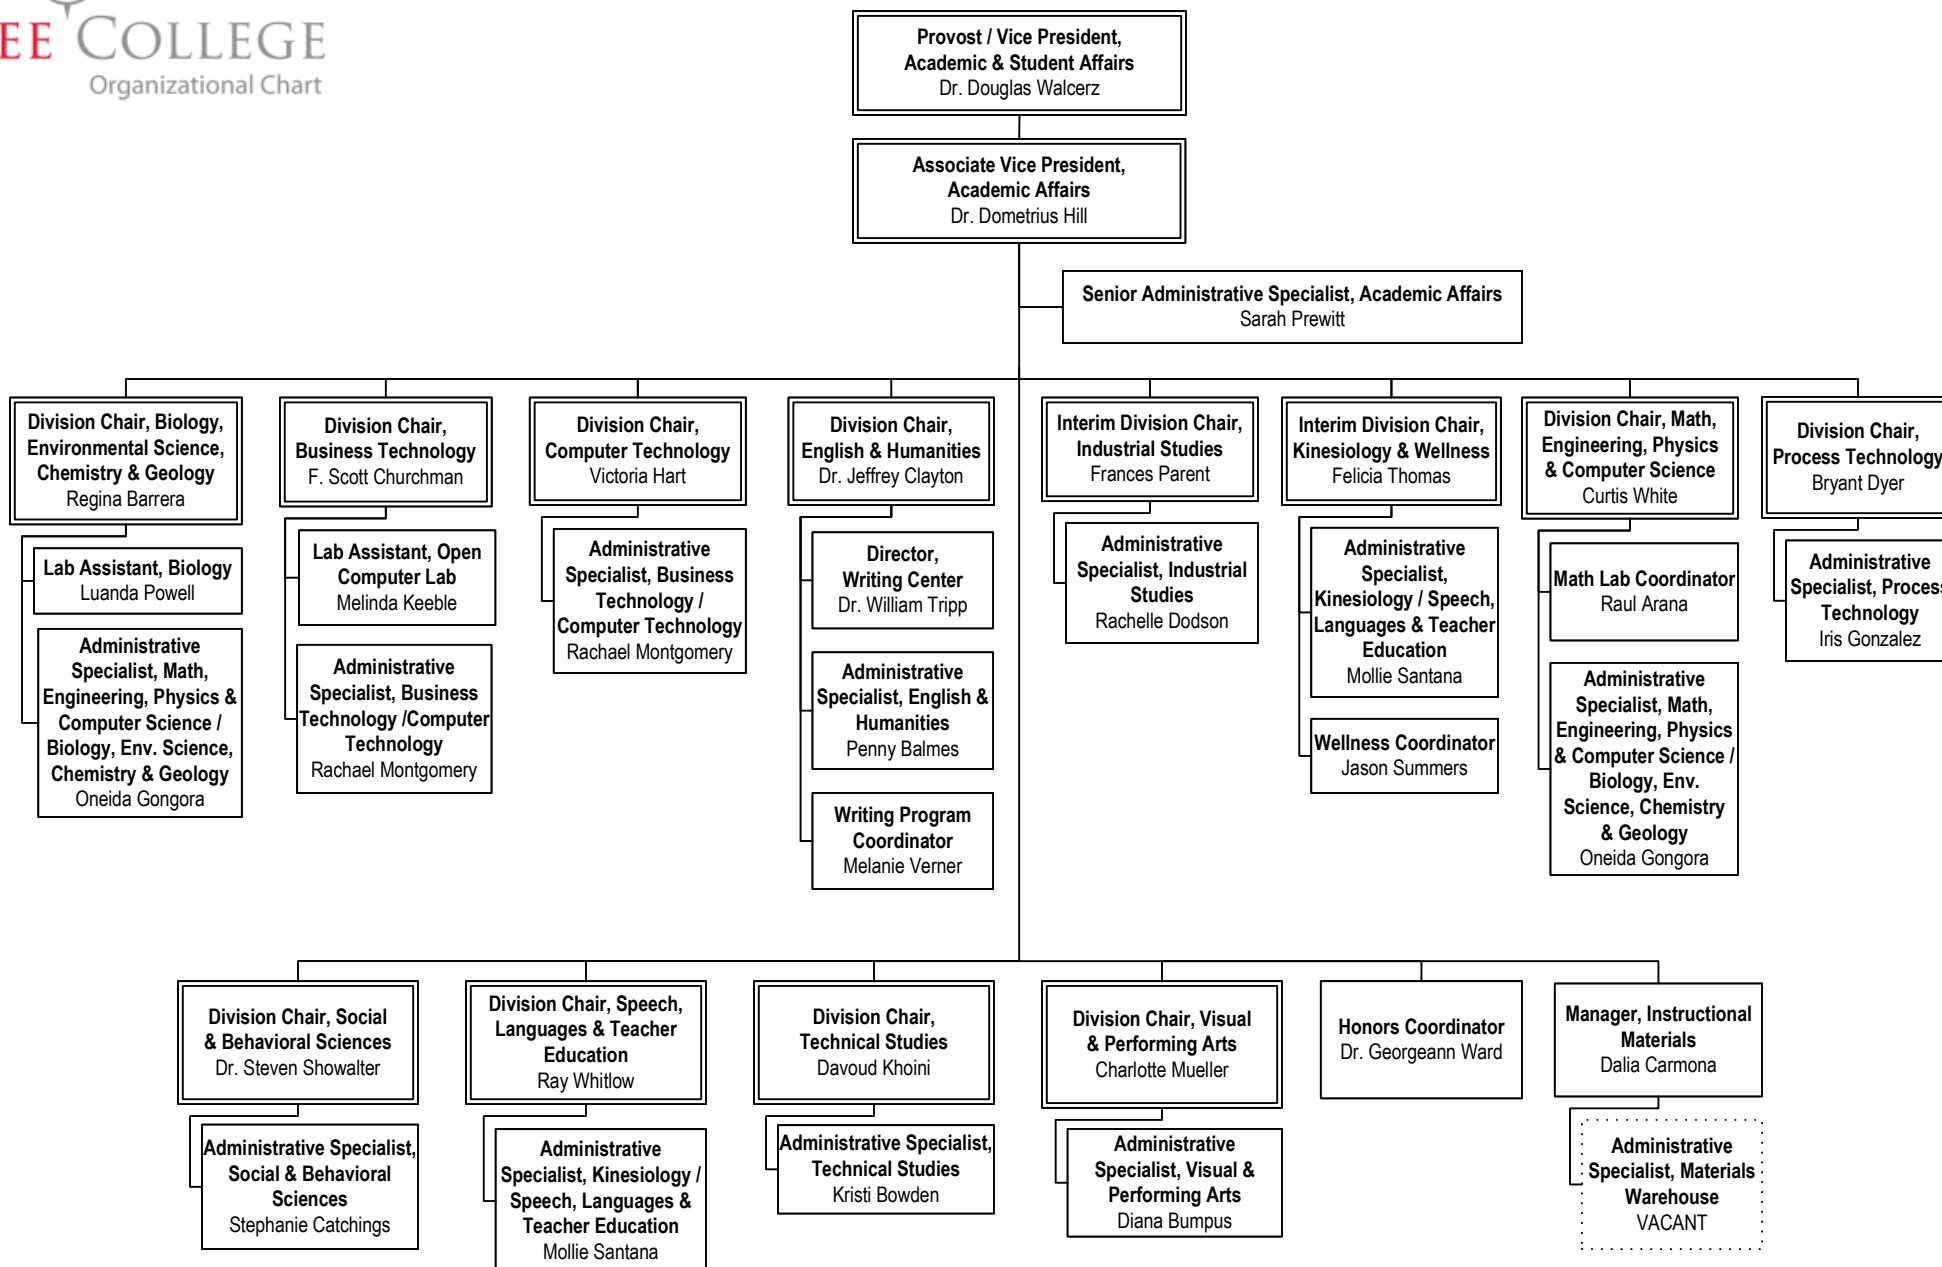 EE COLLEGE
Organizational Chart
Provost / Vice President,
Academic & Student Affairs
Dr. Douglas Walcerz
Associate Vice President,
Academic Affairs
Dr. Dometrius Hill
Senior Administrative Specialist, Academic Affairs
Sarah Prewitt
Division Chair, Biology,
Environmental Science,
Chemistry & Geology
Regina Barrera
Lab Assistant, Biology
Luanda Powell
Administrative
Specialist, Math,
Engineering, Physics &
Computer Science /
Biology, Env. Science,
Chemistry & Geology
Oneida Gongora
Division Chair,
Business Technology
F. Scott Churchman
Lab Assistant, Open
Computer Lab
Melinda Keeble
Administrative
Specialist, Business
Technology /Computer
Technology
Rachael Montgomery
Division Chair,
Computer Technology
Victoria Hart
Administrative
Specialist, Business
Technology /
Computer Technology
Rachael Montgomery
Division Chair,
English & Humanities
Dr. Jeffrey Clayton
Director,
Writing Center
Dr. William Tripp
Administrative
Specialist, English &
Humanities
Penny Balmes
Writing Program
Coordinator
Melanie Verner
Interim Division Chair,
Industrial Studies
Frances Parent
Administrative
Specialist, Industrial
Studies
Rachelle Dodson
Interim Division Chair,
Kinesiology & Wellness
Felicia Thomas
Administrative
Specialist,
Kinesiology / Speech,
Languages & Teacher
Education
Mollie Santana
Wellness Coordinator
Jason Summers
Division Chair, Math,
Engineering, Physics
& Computer Science
Curtis White
Math Lab Coordinator
Raul Arana
Administrative
Specialist, Math,
Engineering, Physics
& Computer Science /
Biology, Env.
Science, Chemistry
& Geology
Oneida Gongora
Division Chair,
Process Technology
Bryant Dyer
Administrative
Specialist, Process
Technology
Iris Gonzalez
Division Chair, Social
& Behavioral Sciences
Dr. Steven Showalter
Administrative Specialist,
Social & Behavioral
Sciences
Stephanie Catchings
Division Chair, Speech,
Languages & Teacher
Education
Ray Whitlow
Administrative
Specialist, Kinesiology /
Speech, Languages &
Teacher Education
Mollie Santana
Division Chair,
Technical Studies
Davoud Khoini
Administrative Specialist,
Technical Studies
Kristi Bowden
Division Chair, Visual
& Performing Arts
Charlotte Mueller
Administrative
Specialist, Visual &
Performing Arts
Diana Bumpus
Honors Coordinator
Dr. Georgeann Ward
Manager, Instructional
Materials
Dalia Carmona
Administrative
Specialist, Materials
Warehouse
VACANT